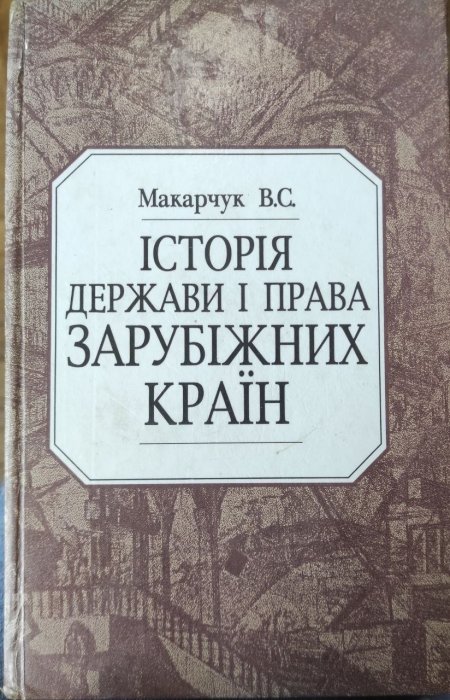 Макарчук В.С.
ІСТОРІЯ
ДЕРЖАВИ І ПРАВА
ЗАРУБІЖНИХ
КРАЇН